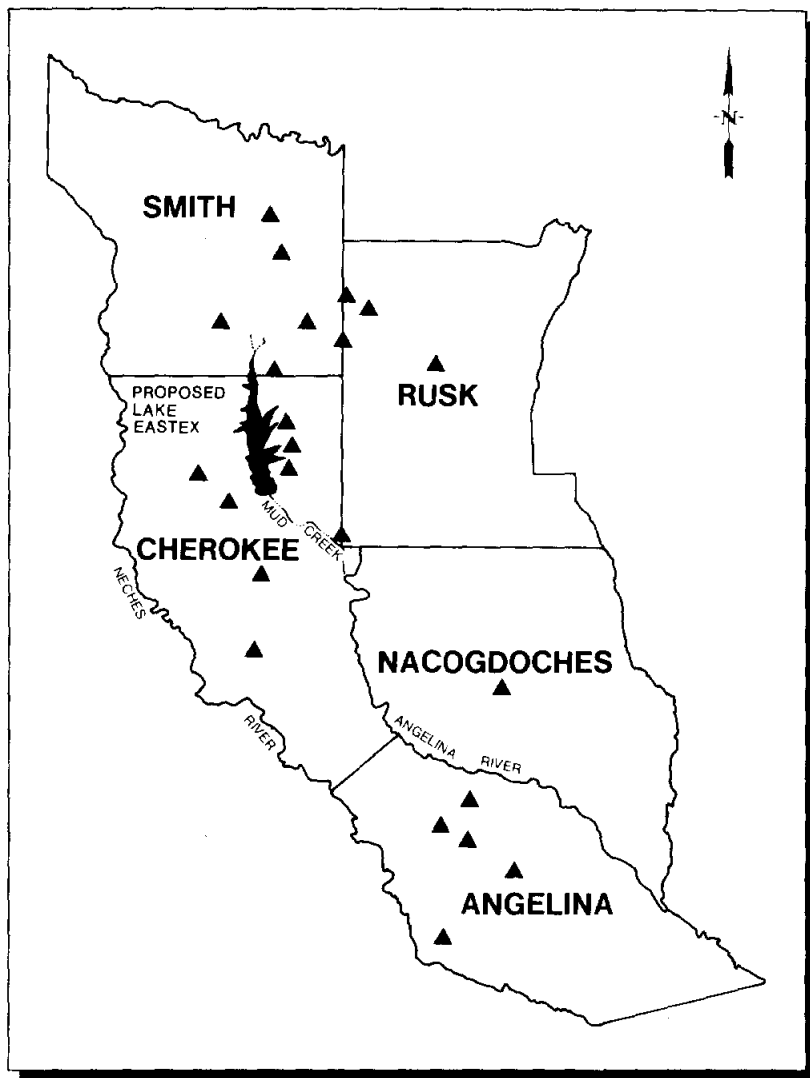 -N-
SMITH
RUSK
PROPOSED
LAKE
EASTEX
MUD CREEK
CHEROKEE
NECHES
RIVER
NACOGDOCHES
ANGELINA RIVER
ANGELINA